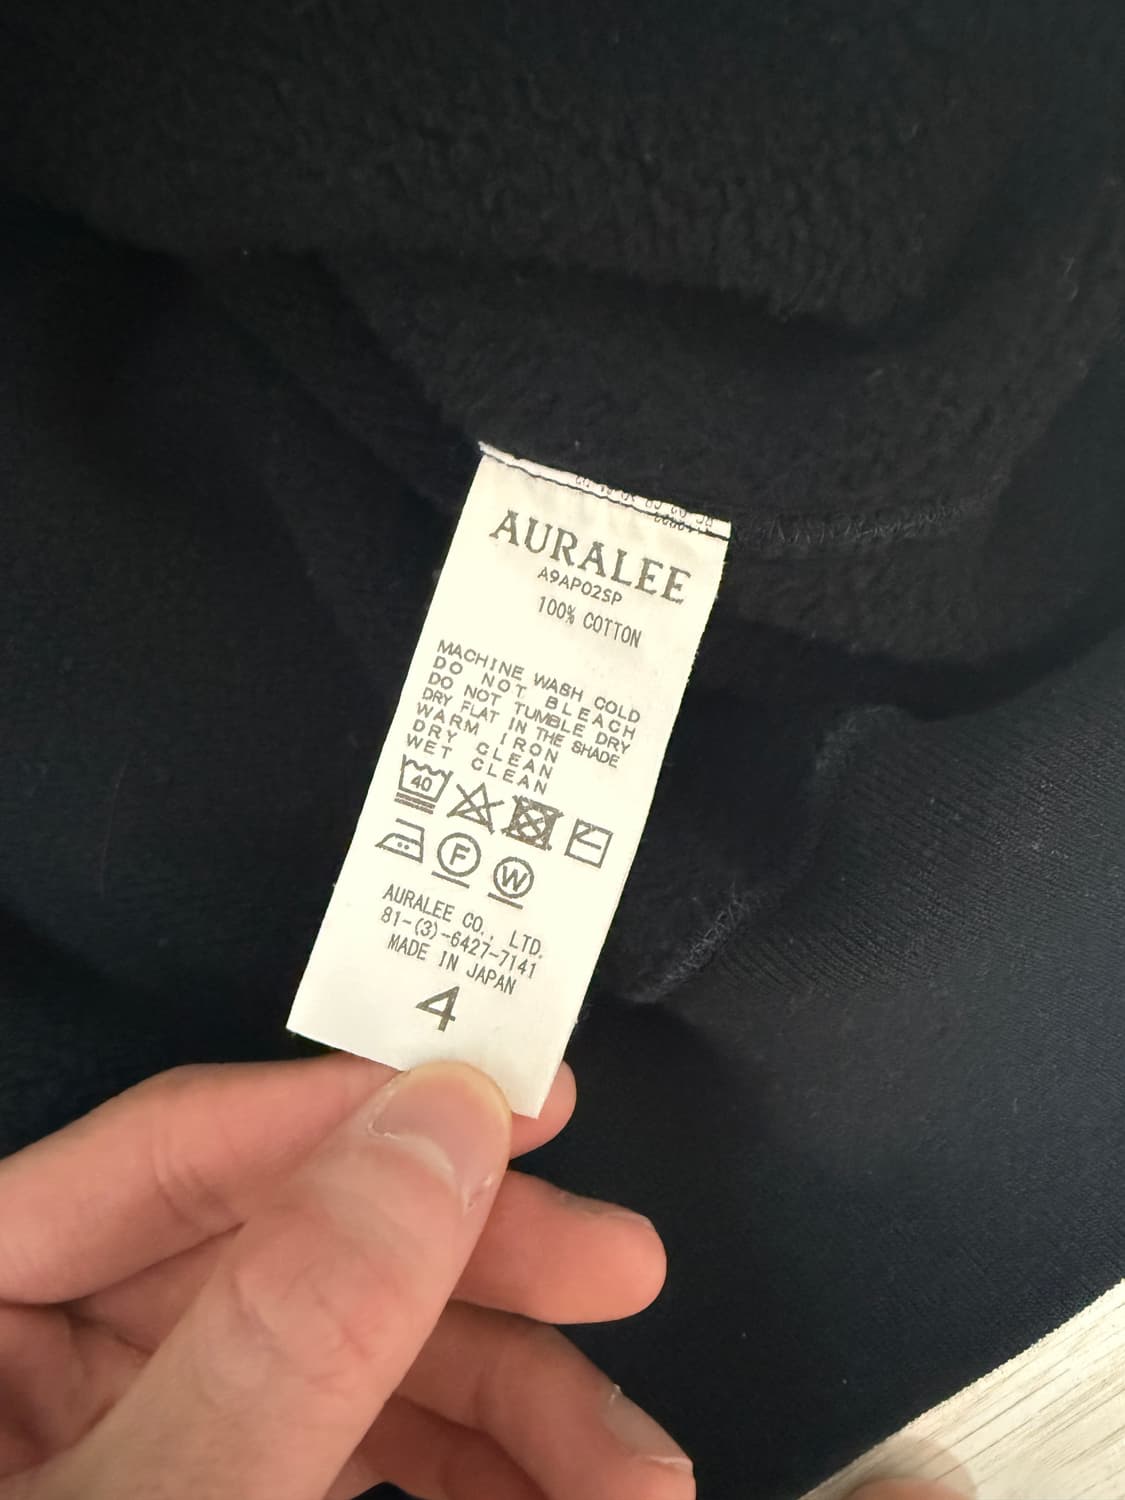 AURALEE
A9AP02SP
100% COTTON
MACHINE WASH COLD
DO NOT BLEACH
DO NOT TUMBLE DRY
DRY FLAT IN THE SHADE
WARM IRON
DRY CLEAN
WET CLEAN
40
F
W
AURALEE CO., LTD.
81-(3)-6427-7141
MADE IN JAPAN
4